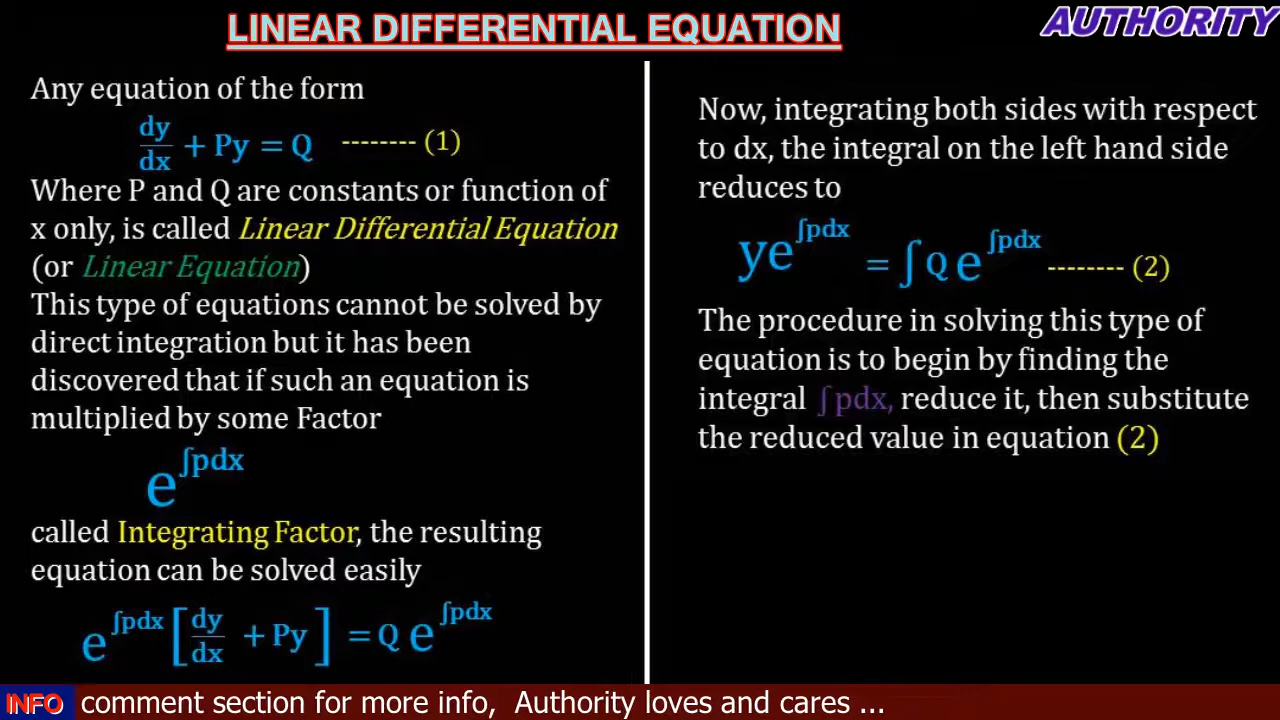 LINEAR DIFFERENTIAL EQUATION
AUTHORITY
Any equation of the form
dy/dx + Py = Q -------- (1)
Where P and Q are constants or function of
x only, is called Linear Differential Equation
(or Linear Equation)
This type of equations cannot be solved by
direct integration but it has been
discovered that if such an equation is
multiplied by some Factor
e^∫pdx
called Integrating Factor, the resulting
equation can be solved easily
e^∫pdx [dy/dx + Py] = Q e^∫pdx
Now, integrating both sides with respect
to dx, the integral on the left hand side
reduces to
ye^∫pdx = ∫ Q e^∫pdx -------- (2)
The procedure in solving this type of
equation is to begin by finding the
integral ∫ pdx, reduce it, then substitute
the reduced value in equation (2)
INFO comment section for more info, Authority loves and cares ...